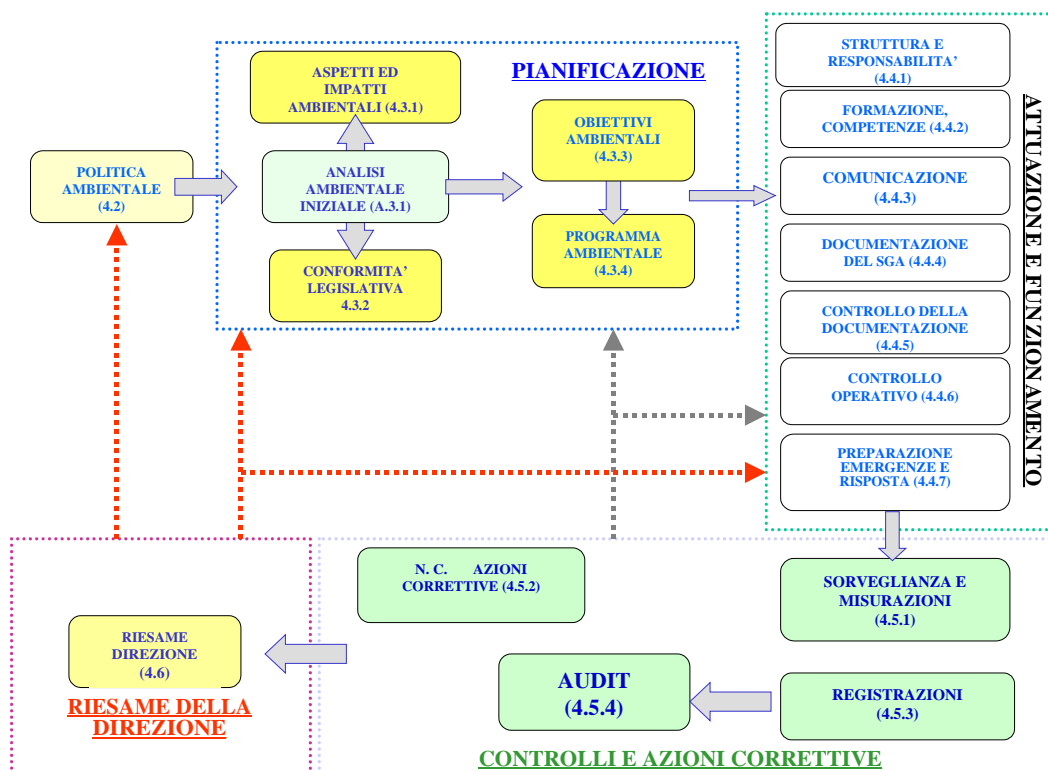 ASPETTI ED
IMPATTI
AMBIENTALI (4.3.1)
PIANIFICAZIONE
OBIETTIVI
AMBIENTALI
(4.3.3)
POLITICA
AMBIENTALE
(4.2)
ANALISI
AMBIENTALE
INIZIALE (A.3.1)
PROGRAMMA
AMBIENTALE
(4.3.4)
CONFORMITA’
LEGISLATIVA
4.3.2
STRUTTURA E
RESPONSABILITA’
(4.4.1)
FORMAZIONE,
COMPETENZE (4.4.2)
COMUNICAZIONE
(4.4.3)
DOCUMENTAZIONE
DEL SGA (4.4.4)
CONTROLLO DELLA
DOCUMENTAZIONE
(4.4.5)
CONTROLLO
OPERATIVO (4.4.6)
PREPARAZIONE
EMERGENZE E
RISPOSTA (4.4.7)
ATTUAZIONE E FUNZIONAMENTO
N. C. AZIONI
CORRETTIVE (4.5.2)
SORVEGLIANZA E
MISURAZIONI
(4.5.1)
RIESAME
DIREZIONE
(4.6)
RIESAME DELLA
DIREZIONE
AUDIT
(4.5.4)
REGISTRAZIONI
(4.5.3)
CONTROLLI E AZIONI CORRETTIVE